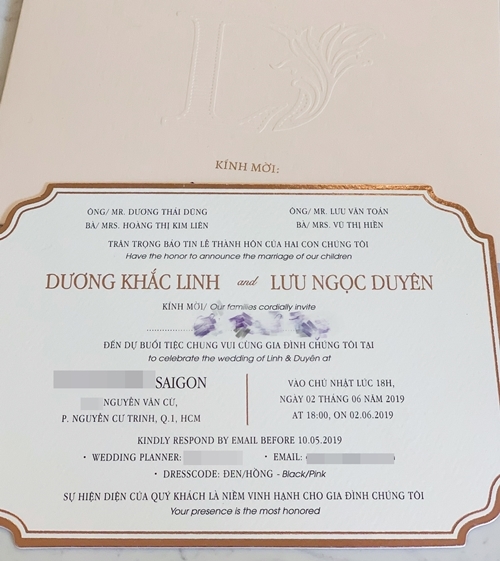 KÍNH MỜI:
ÔNG/ MR. DƯƠNG THÁI DŨNG
BÀ/ MRS. HOÀNG THỊ KIM LIÊN
ÔNG/ MR. LƯU VĂN TOÁN
BÀ/ MRS. VŨ THỊ HIỀN
TRÂN TRỌNG BÁO TIN LỄ THÀNH HÔN CỦA HAI CON CHÚNG TÔI
Have the honor to announce the marriage of our children
DƯƠNG KHẮC LINH and LƯU NGỌC DUYÊN
KÍNH MỜI/ Our families cordially invite
ĐẾN DỰ BUỔI TIỆC CHUNG VUI CÙNG GIA ĐÌNH CHÚNG TÔI TẠI
to celebrate the wedding of Linh & Duyên at
SAIGON
NGUYỄN VĂN CỪ,
P. NGUYỄN CƯ TRINH, Q.1, HCM
VÀO CHỦ NHẬT LÚC 18H,
NGÀY 02 THÁNG 06 NĂM 2019
AT 18:00, ON 02.06.2019
KINDLY RESPOND BY EMAIL BEFORE 10.05.2019
• WEDDING PLANNER: • EMAIL:
• DRESSCODE: ĐEN/HỒNG - Black/Pink
SỰ HIỆN DIỆN CỦA QUÝ KHÁCH LÀ NIỀM VINH HẠNH CHO GIA ĐÌNH CHÚNG TÔI
Your presence is the most honored